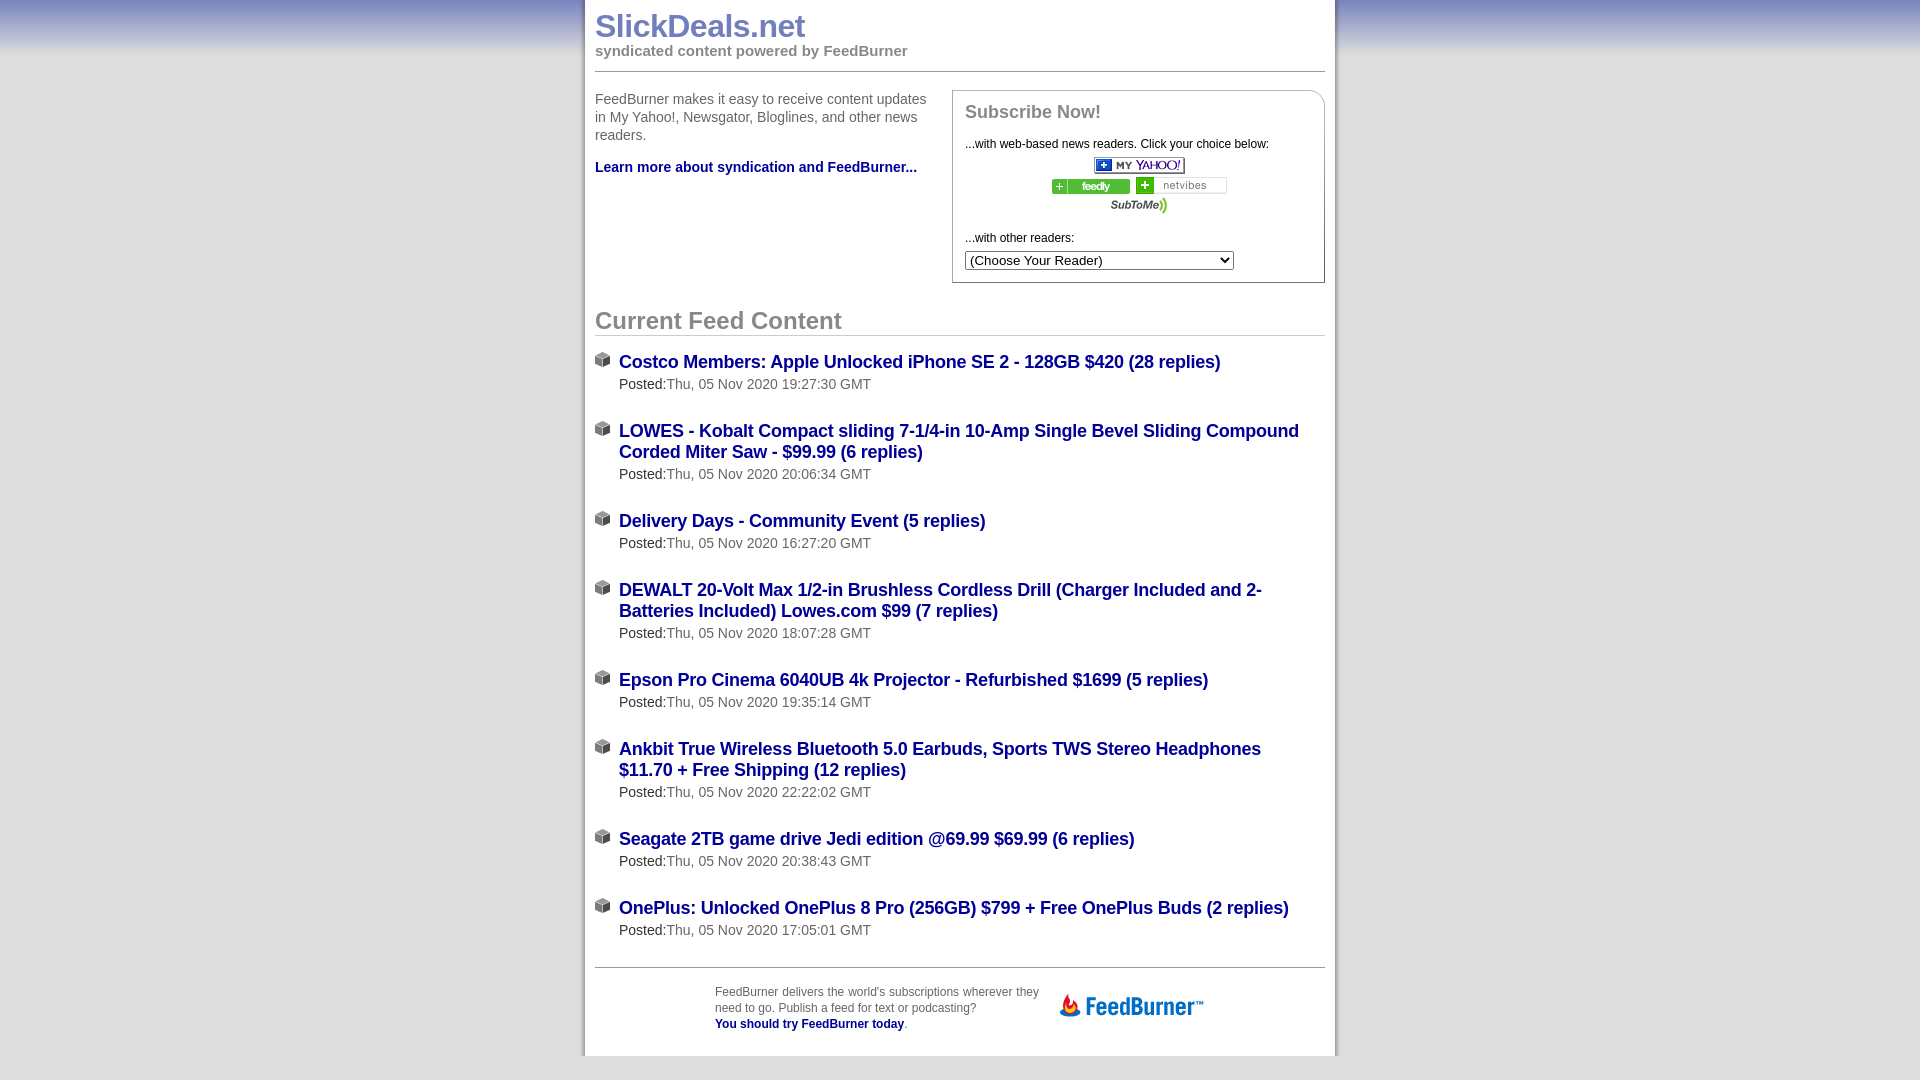 SlickDeals.net
syndicated content powered by FeedBurner
FeedBurner makes it easy to receive content updates
in My Yahoo!, Newsgator, Bloglines, and other news
readers.
Learn more about syndication and FeedBurner...
Subscribe Now!
...with web-based news readers. Click your choice below:
MY YAHOO!
feedly netvibes
SubToMe
...with other readers:
(Choose Your Reader)
Current Feed Content
Costco Members: Apple Unlocked iPhone SE 2 - 128GB $420 (28 replies)
Posted:Thu, 05 Nov 2020 19:27:30 GMT
LOWES - Kobalt Compact sliding 7-1/4-in 10-Amp Single Bevel Sliding Compound
Corded Miter Saw - $99.99 (6 replies)
Posted:Thu, 05 Nov 2020 20:06:34 GMT
Delivery Days - Community Event (5 replies)
Posted:Thu, 05 Nov 2020 16:27:20 GMT
DEWALT 20-Volt Max 1/2-in Brushless Cordless Drill (Charger Included and 2-
Batteries Included) Lowes.com $99 (7 replies)
Posted:Thu, 05 Nov 2020 18:07:28 GMT
Epson Pro Cinema 6040UB 4k Projector - Refurbished $1699 (5 replies)
Posted:Thu, 05 Nov 2020 19:35:14 GMT
Ankbit True Wireless Bluetooth 5.0 Earbuds, Sports TWS Stereo Headphones
$11.70 + Free Shipping (12 replies)
Posted:Thu, 05 Nov 2020 22:22:02 GMT
Seagate 2TB game drive Jedi edition @69.99 $69.99 (6 replies)
Posted:Thu, 05 Nov 2020 20:38:43 GMT
OnePlus: Unlocked OnePlus 8 Pro (256GB) $799 + Free OnePlus Buds (2 replies)
Posted:Thu, 05 Nov 2020 17:05:01 GMT
FeedBurner delivers the world's subscriptions wherever they
need to go. Publish a feed for text or podcasting?
You should try FeedBurner today.
FeedBurner™